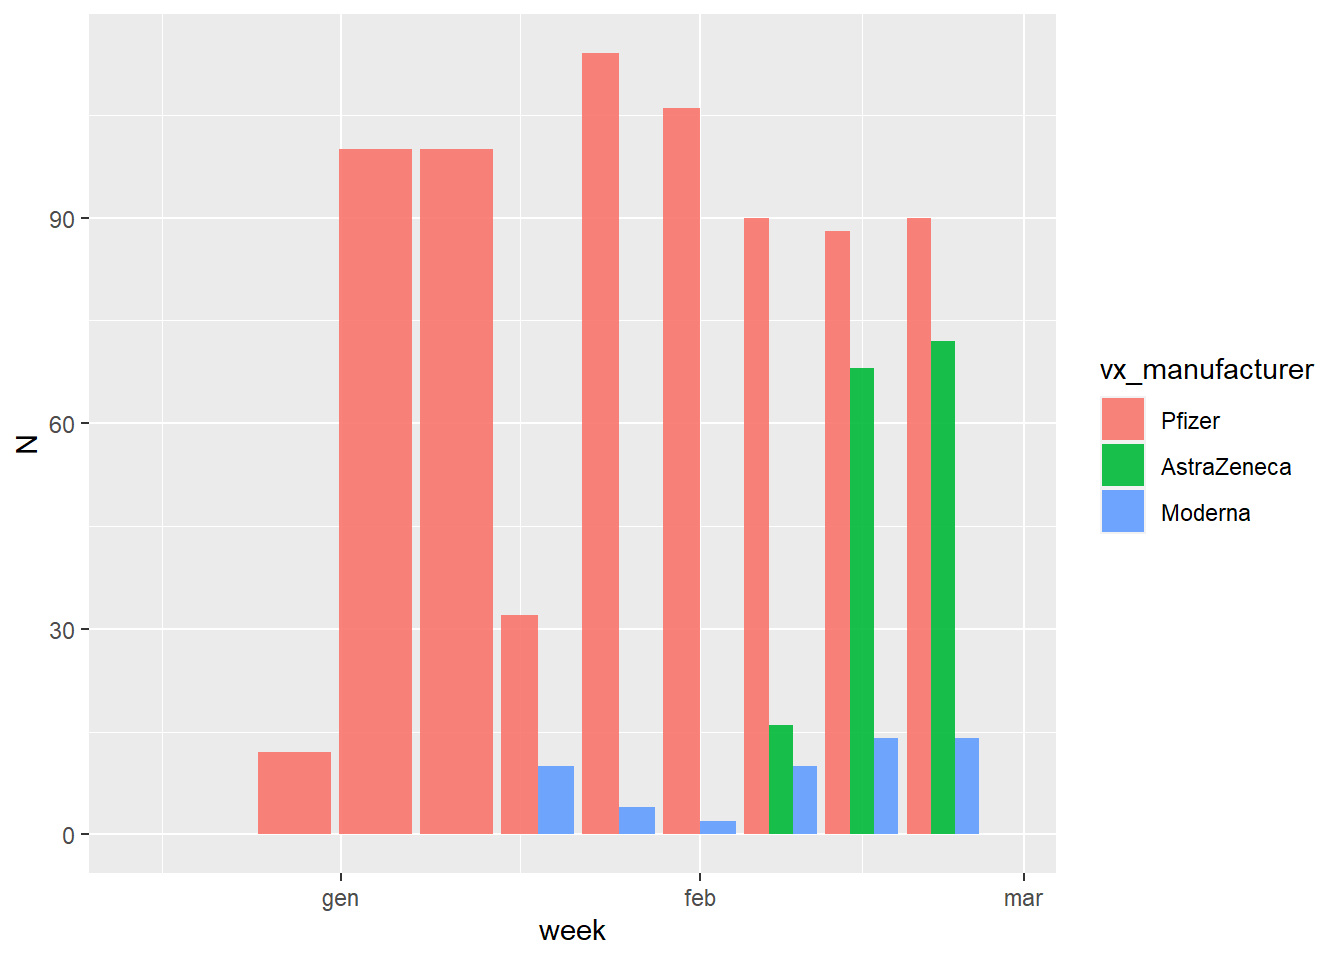 90
60
30
0
N
gen
feb
mar
week
vx_manufacturer
Pfizer
AstraZeneca
Moderna